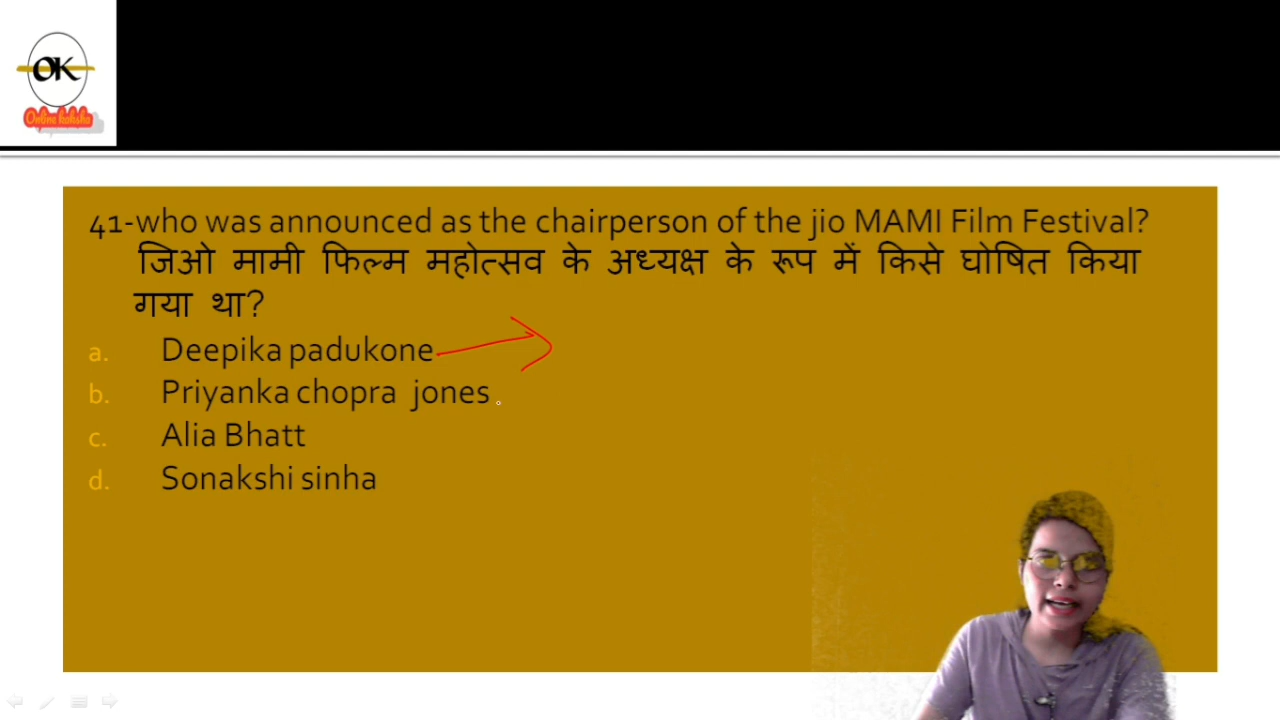 OK
Online kaksha
41-who was announced as the chairperson of the jio MAMI Film Festival?
जिओ मामी फिल्म महोत्सव के अध्यक्ष के रूप में किसे घोषित किया
गया था?
a. Deepika padukone
b. Priyanka chopra jones
c. Alia Bhatt
d. Sonakshi sinha